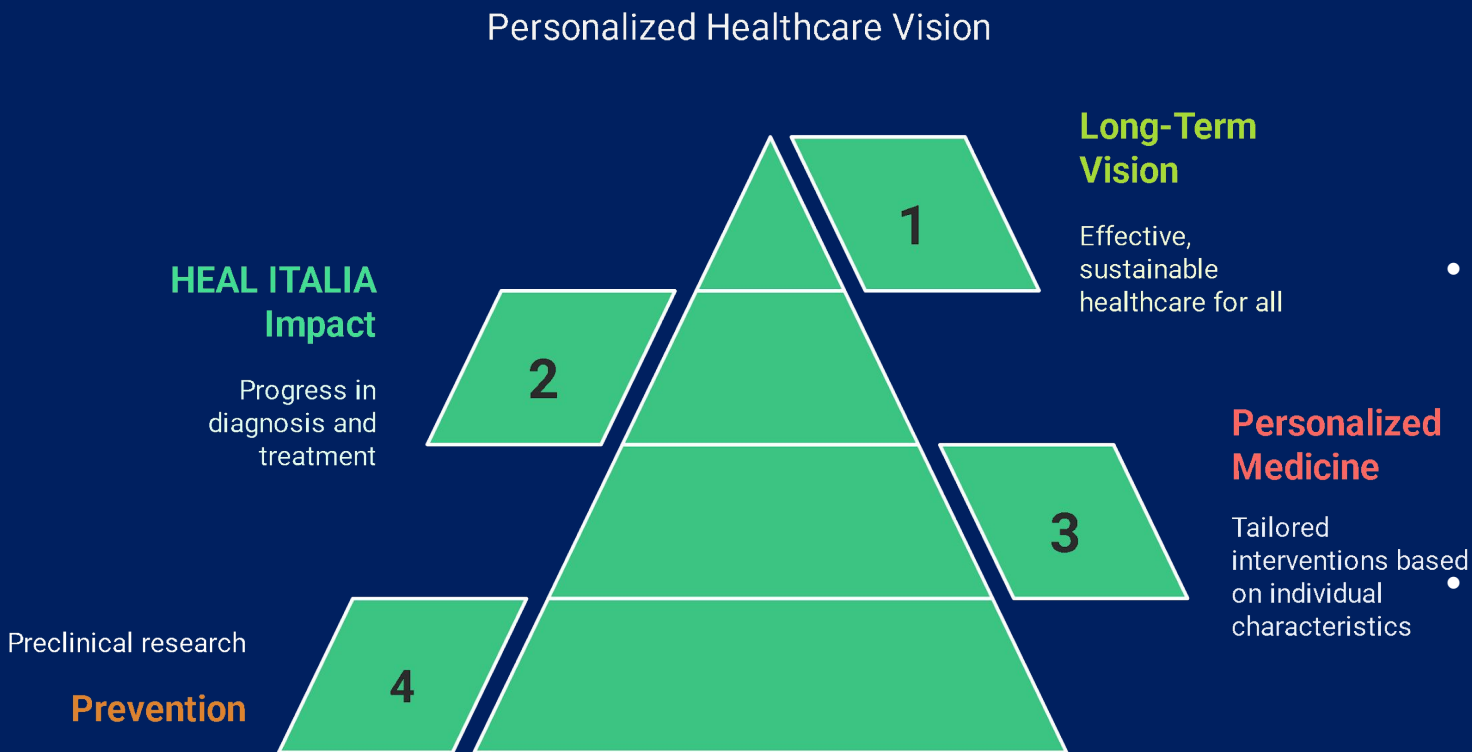 Personalized Healthcare Vision
Long-Term
Vision
1
Effective,
sustainable
healthcare for all
HEAL ITALIA
Impact
2
Progress in
diagnosis and
treatment
Personalized
Medicine
3
Tailored
interventions based
on individual
characteristics
Preclinical research
4
Prevention